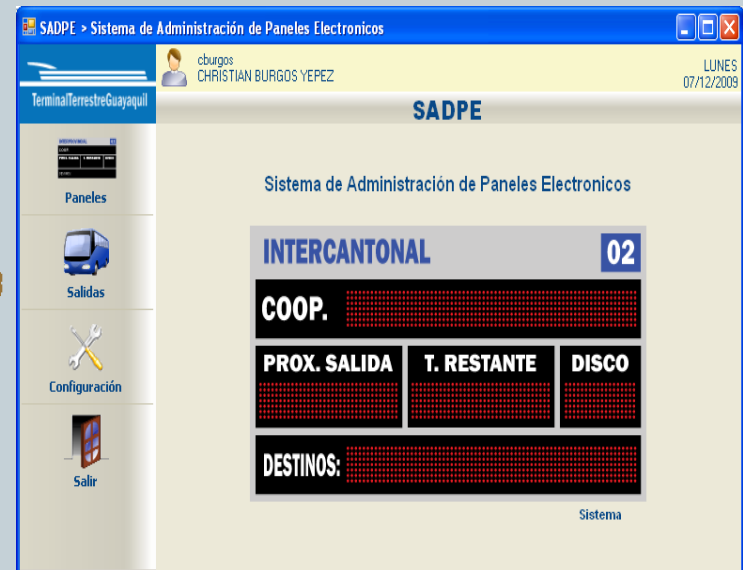 SADPE > Sistema de Administración de Paneles Electronicos
cburgos
CHRISTIAN BURGOS YEPEZ
LUNES
07/12/2009
TerminalTerrestreGuayaquil
SADPE
Paneles
Salidas
Configuración
Salir
Sistema de Administración de Paneles Electronicos
INTERCANTONAL 02
COOP.
PROX. SALIDA T. RESTANTE DISCO
DESTINOS:
Sistema